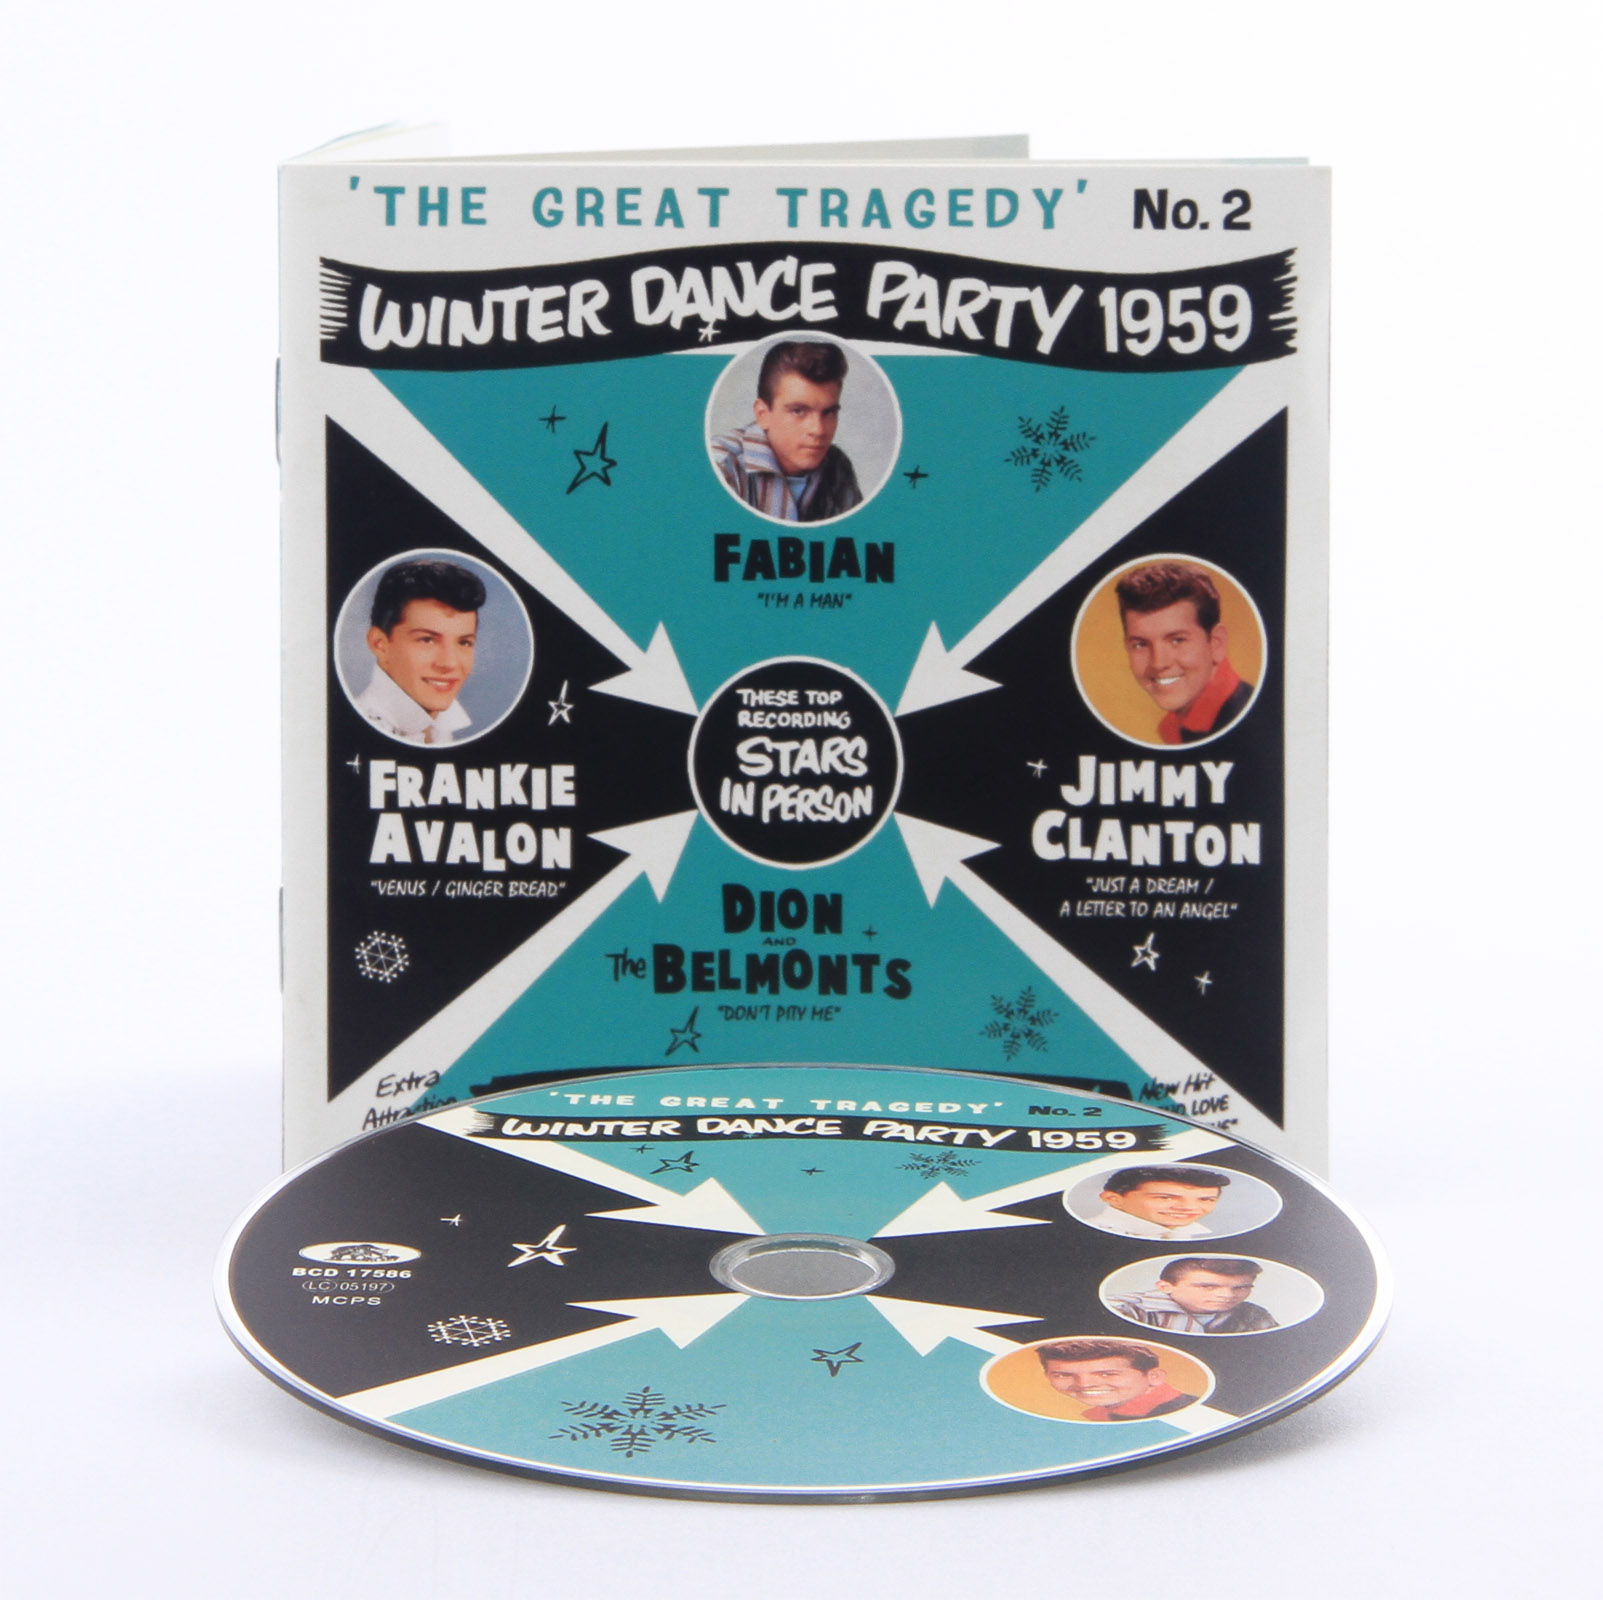 'THE GREAT TRAGEDY' No. 2
WINTER DANCE PARTY 1959
FABIAN
"I'M A MAN"
FRANKIE
AVALON
"VENUS / GINGER BREAD"
THESE TOP
RECORDING
STARS
IN PERSON
JIMMY
CLANTON
"JUST A DREAM /
A LETTER TO AN ANGEL"
DION
AND
The BELMONTS
"DON'T PITY ME"
Extra
Attraction
New Hit
LOVE
'THE GREAT TRAGEDY' No. 2
WINTER DANCE PARTY 1959
BCD 17586
LC 05197
MCPS